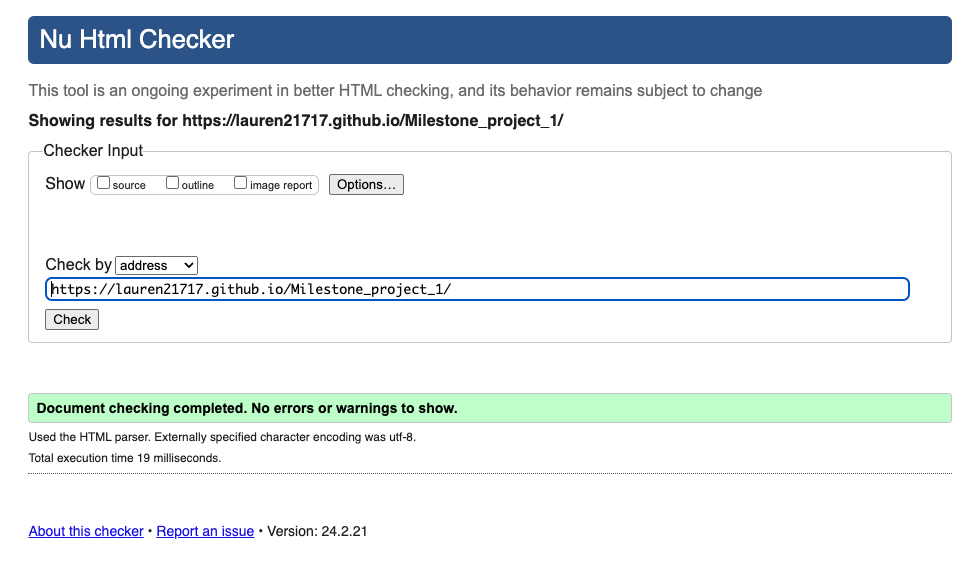 Nu Html Checker
This tool is an ongoing experiment in better HTML checking, and its behavior remains subject to change
Showing results for https://lauren21717.github.io/Milestone_project_1/
Checker Input
Show source outline image report Options...
Check by address
https://lauren21717.github.io/Milestone_project_1/
Check
Document checking completed. No errors or warnings to show.
Used the HTML parser. Externally specified character encoding was utf-8.
Total execution time 19 milliseconds.
About this checker • Report an issue • Version: 24.2.21